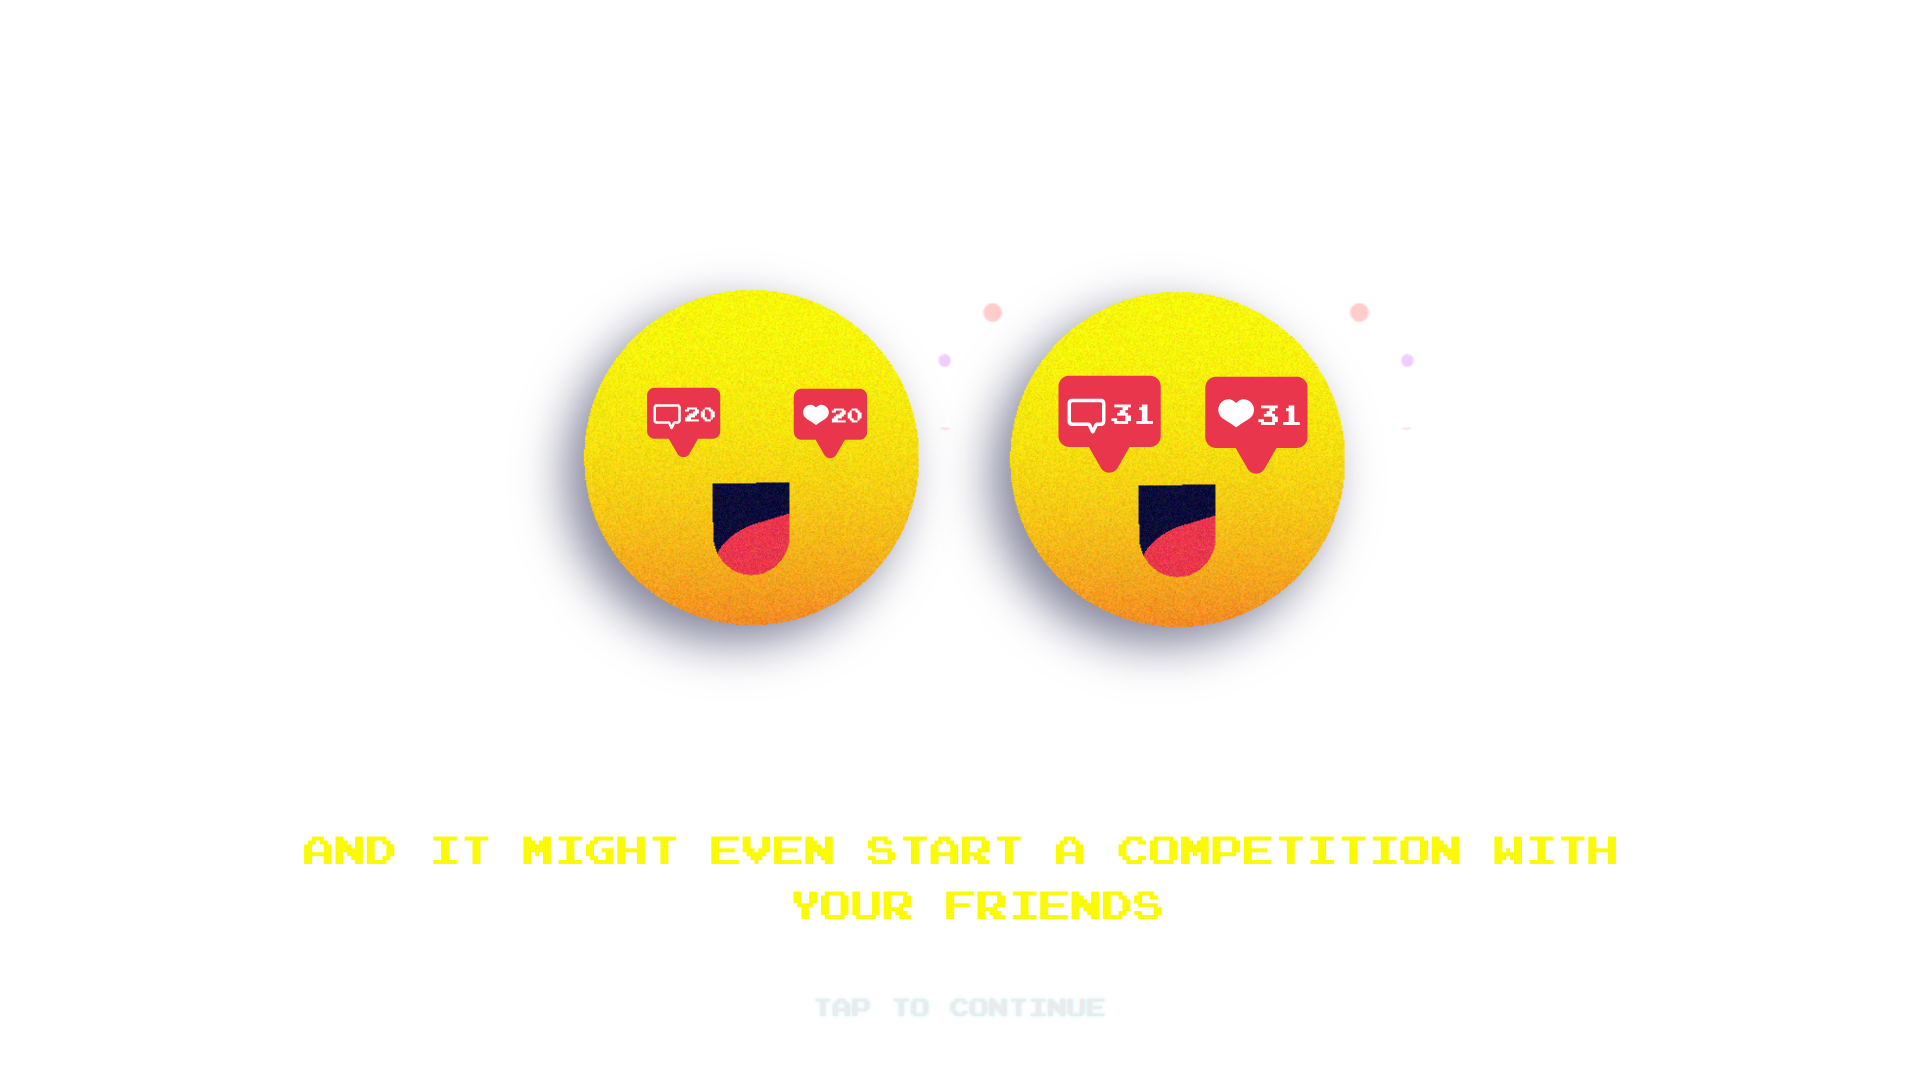 20 20 31 31
AND IT MIGHT EVEN START A COMPETITION WITH
YOUR FRIENDS
TAP TO CONTINUE